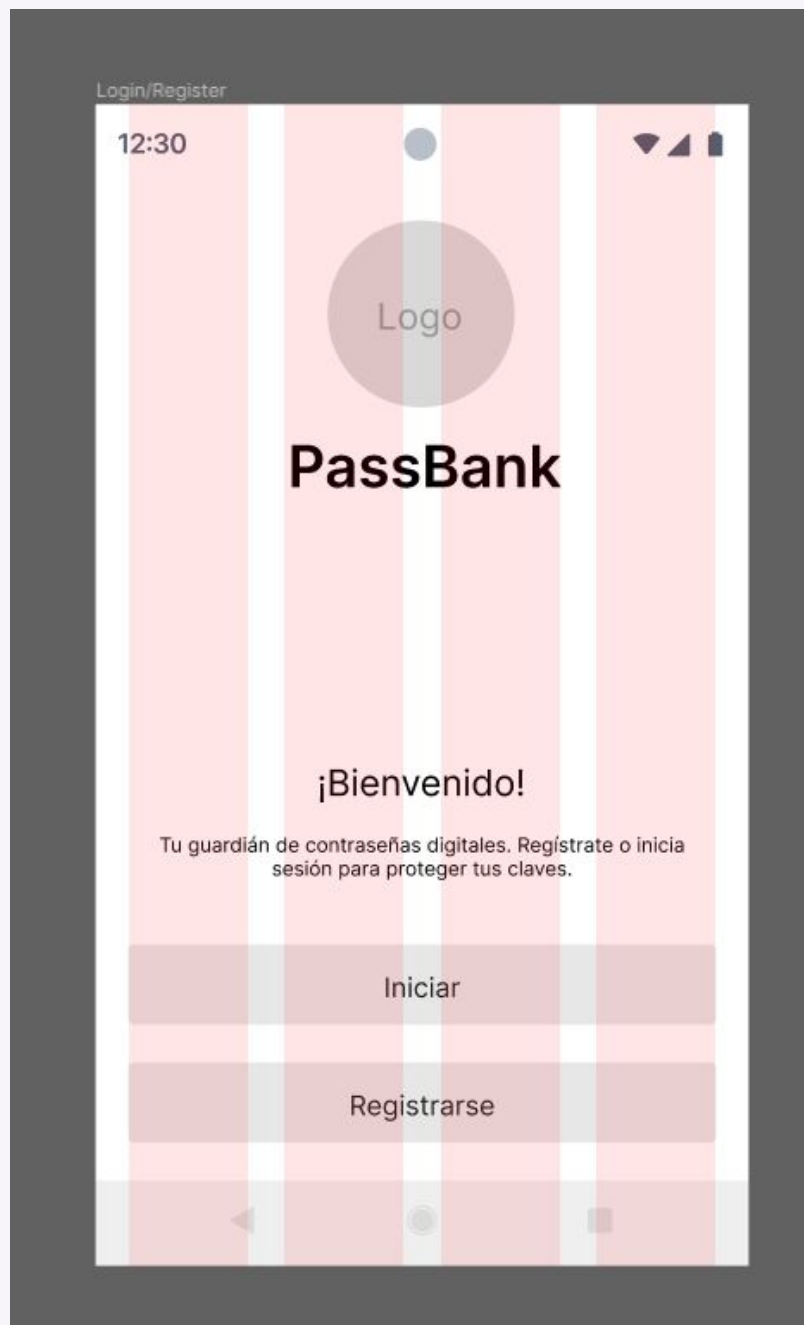 Login/Register
12:30
Logo
PassBank
¡Bienvenido!
Tu guardián de contraseñas digitales. Regístrate o inicia
sesión para proteger tus claves.
Iniciar
Registrarse